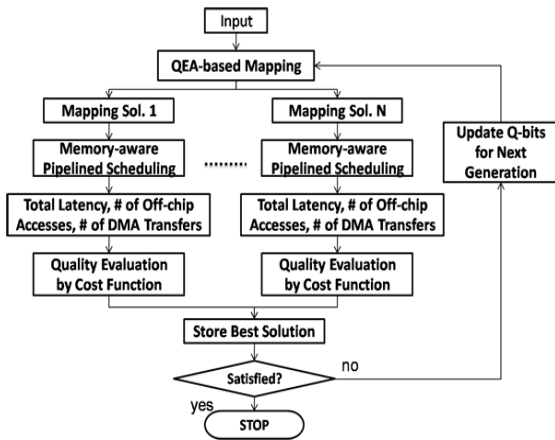 Input
QEA-based Mapping
Mapping Sol. 1
Mapping Sol. N
Memory-aware
Pipelined Scheduling
Memory-aware
Pipelined Scheduling
Update Q-bits
for Next
Generation
Total Latency, # of Off-chip
Accesses, # of DMA Transfers
Total Latency, # of Off-chip
Accesses, # of DMA Transfers
Quality Evaluation
by Cost Function
Quality Evaluation
by Cost Function
Store Best Solution
Satisfied?
no
yes
STOP